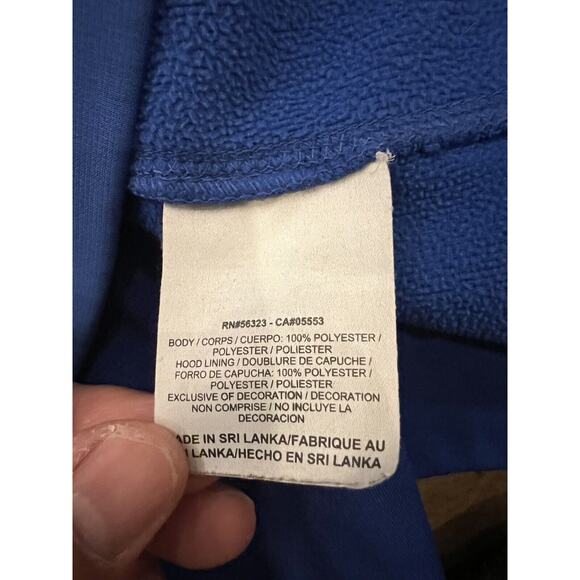 RN#56323 - CA#05553
BODY / CORPS / CUERPO: 100% POLYESTER /
POLYESTER / POLIESTER
HOOD LINING / DOUBLURE DE CAPUCHE /
FORRO DE CAPUCHA: 100% POLYESTER /
POLYESTER / POLIESTER
EXCLUSIVE OF DECORATION / DECORATION
NON COMPRISE / NO INCLUYE LA
DECORACION
ADE IN SRI LANKA/FABRIQUE AU
I LANKA/HECHO EN SRI LANKA